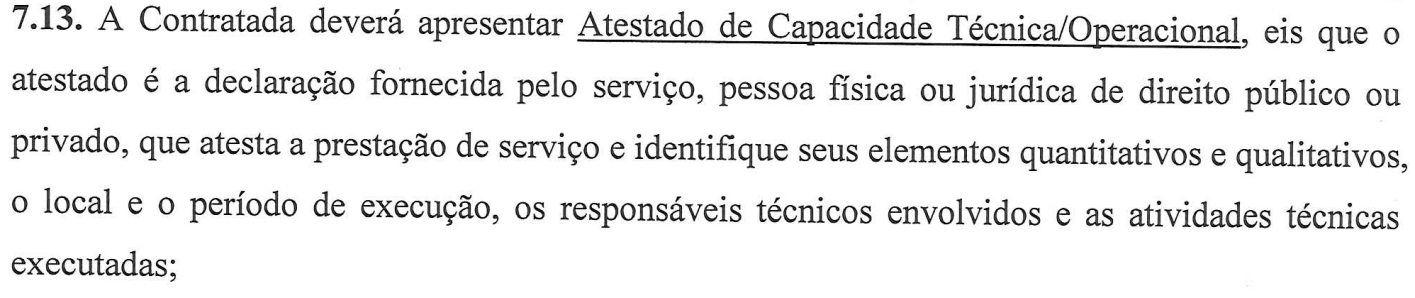 7.13. A Contratada deverá apresentar Atestado de Capacidade Técnica/Operacional, eis que o
atestado é a declaração fornecida pelo serviço, pessoa física ou jurídica de direito público ou
privado, que atesta a prestação de serviço e identifique seus elementos quantitativos e qualitativos,
o local e o período de execução, os responsáveis técnicos envolvidos e as atividades técnicas
executadas;